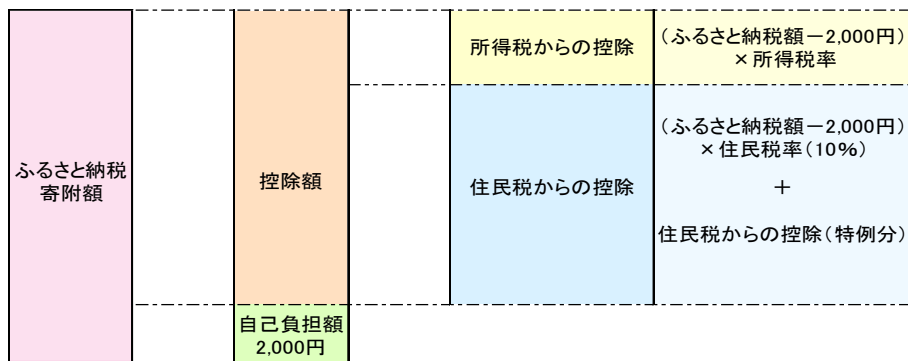 ふるさと納税
寄附額
控除額
自己負担額
2,000円
所得税からの控除
（ふるさと納税額－2,000円）
×所得税率
住民税からの控除
（ふるさと納税額－2,000円）
×住民税率（10％）
＋
住民税からの控除（特例分）